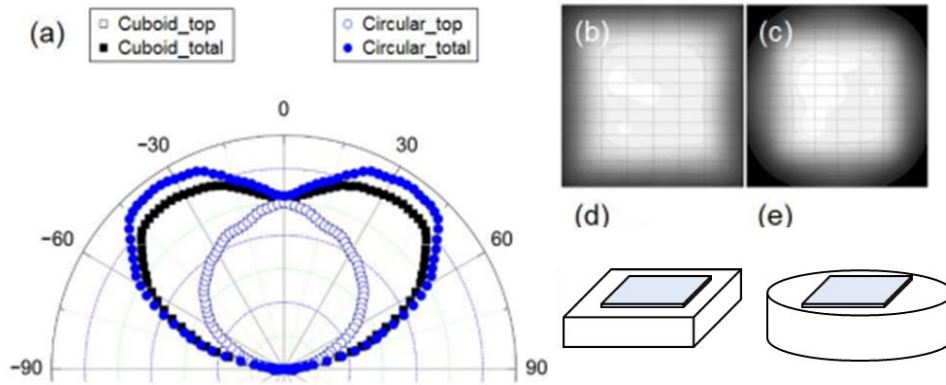 (a)
Cuboid_top
Cuboid_total
Circular_top
Circular_total
(b)
(c)
0
−30
30
−60
60
−90
90
(d)
(e)